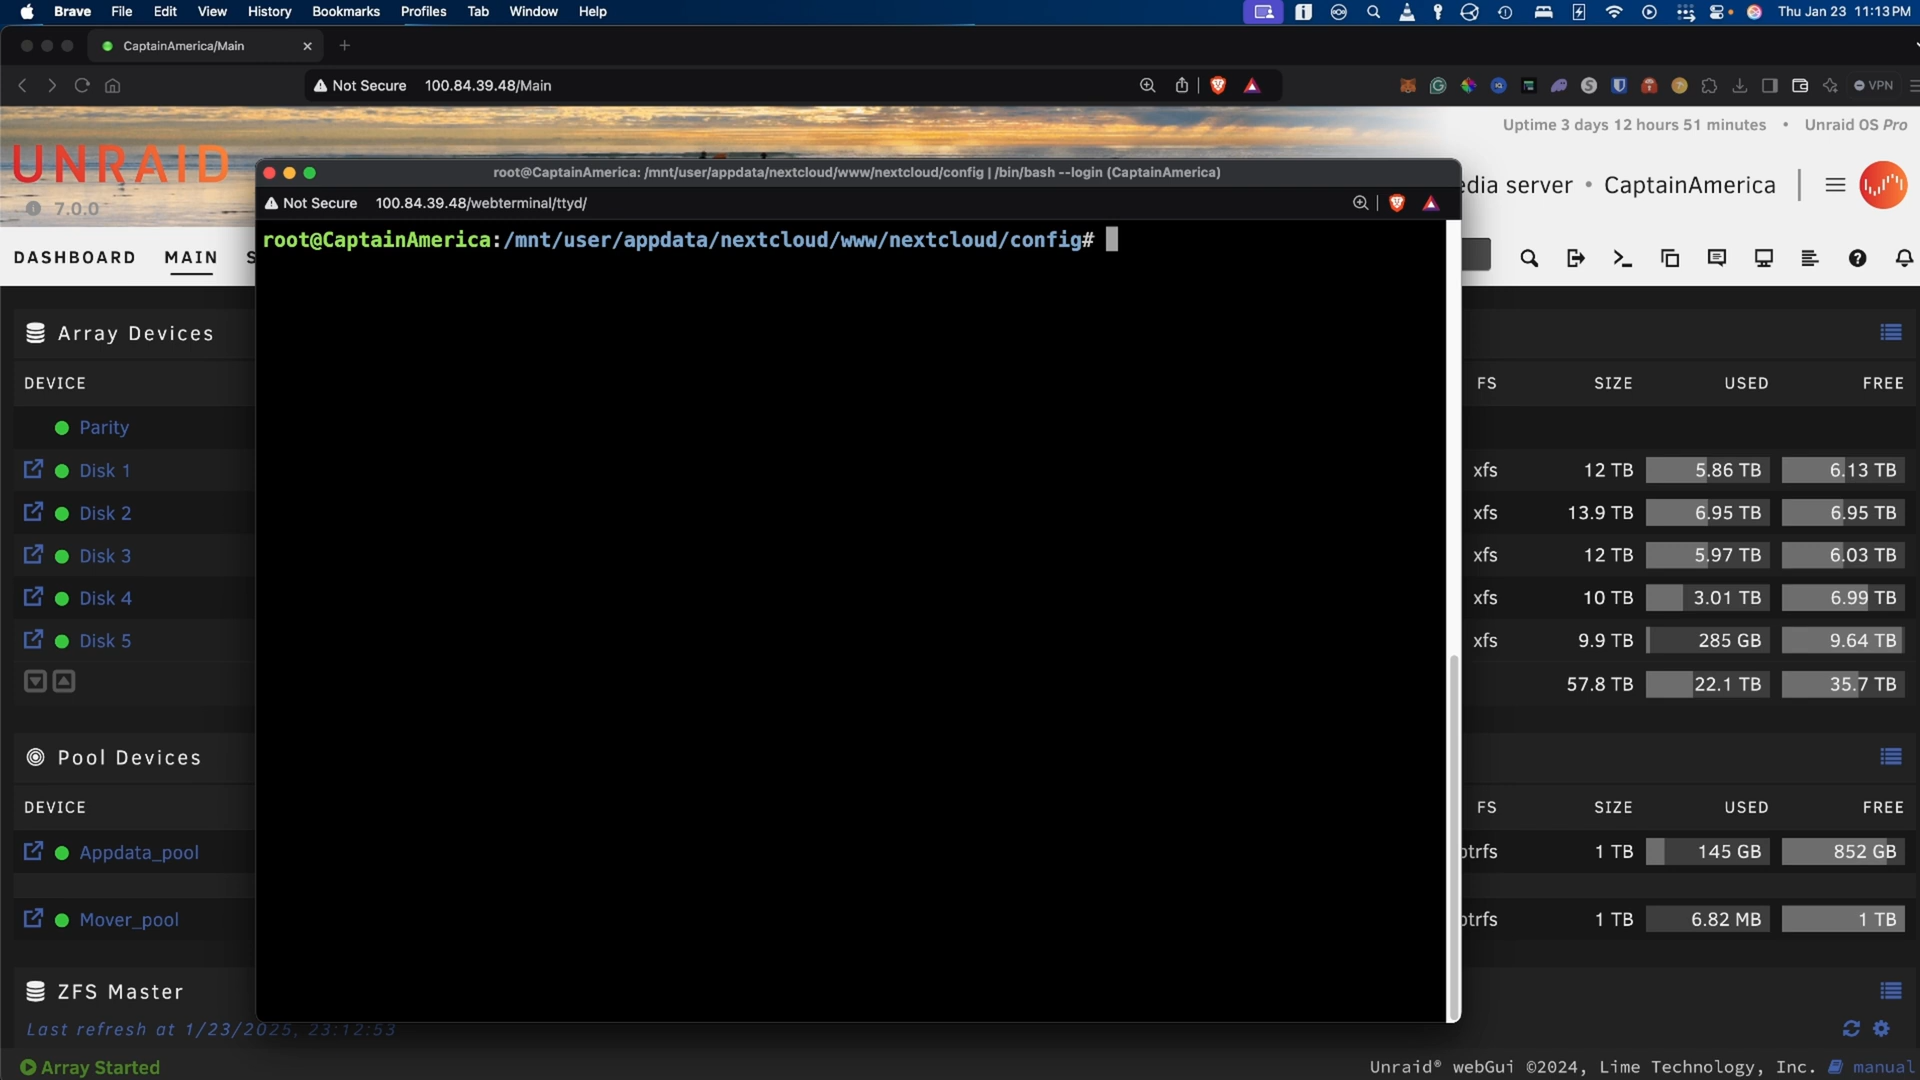 Brave File Edit View History Bookmarks Profiles Tab Window Help Thu Jan 23 11:13 PM
CaptainAmerica/Main
Not Secure 100.84.39.48/Main VPN
Uptime 3 days 12 hours 51 minutes • Unraid OS Pro
UNRAID
7.0.0
root@CaptainAmerica: /mnt/user/appdata/nextcloud/www/nextcloud/config | /bin/bash --login (CaptainAmerica)
edia server • CaptainAmerica
Not Secure 100.84.39.48/webterminal/ttyd/
root@CaptainAmerica:/mnt/user/appdata/nextcloud/www/nextcloud/config#
DASHBOARD MAIN S
Array Devices
DEVICE FS SIZE USED FREE
Parity
Disk 1 xfs 12 TB 5.86 TB 6.13 TB
Disk 2 xfs 13.9 TB 6.95 TB 6.95 TB
Disk 3 xfs 12 TB 5.97 TB 6.03 TB
Disk 4 xfs 10 TB 3.01 TB 6.99 TB
Disk 5 xfs 9.9 TB 285 GB 9.64 TB
57.8 TB 22.1 TB 35.7 TB
Pool Devices
DEVICE FS SIZE USED FREE
Appdata_pool btrfs 1 TB 145 GB 852 GB
Mover_pool btrfs 1 TB 6.82 MB 1 TB
ZFS Master
Last refresh at 1/23/2025, 23:12:53
Array Started
Unraid® webGui ©2024, Lime Technology, Inc. manual